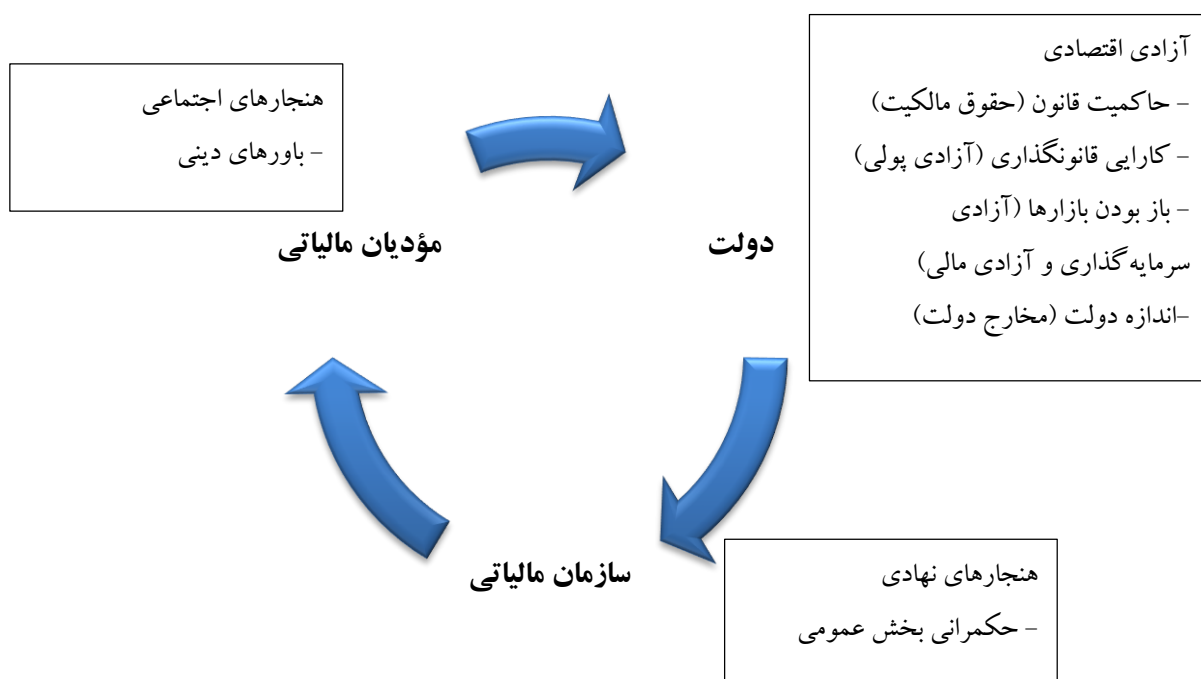 آزادی اقتصادی
- حاکمیت قانون (حقوق مالکیت)
- کارایی قانونگذاری (آزادی پولی)
- باز بودن بازارها (آزادی
سرمایه‌گذاری و آزادی مالی)
-اندازه دولت (مخارج دولت)
هنجارهای اجتماعی
- باورهای دینی
دولت
مؤدیان مالیاتی
سازمان مالیاتی
هنجارهای نهادی
- حکمرانی بخش عمومی